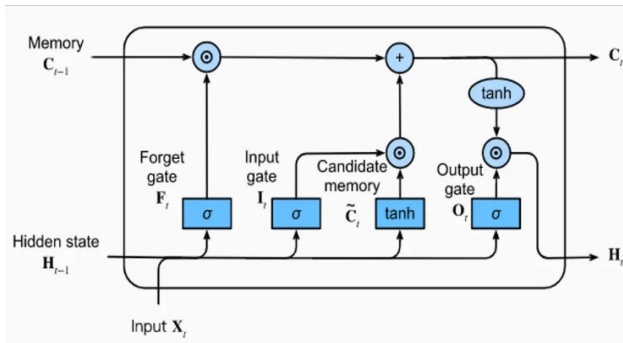 Memory
C_{t-1}
C_t
tanh
Forget
gate
F_t
Input
gate
I_t
Candidate
memory
C̃_t
Output
gate
O_t
σ
σ
tanh
σ
Hidden state
H_{t-1}
H_t
Input X_t